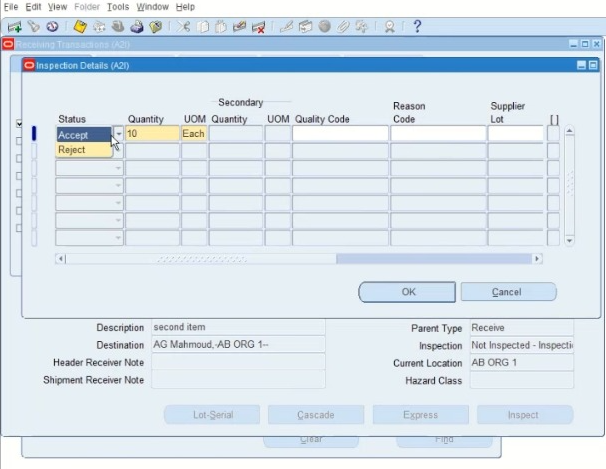 File Edit View Folder Tools Window Help
Receiving Transactions (A2I)
Inspection Details (A2I)
Secondary
Reason
Supplier
Status Quantity UOM Quantity UOM Quality Code Code Lot [ ]
Accept 10 Each
Reject
OK Cancel
Description second item Parent Type Receive
Destination AG Mahmoud,-AB ORG 1-- Inspection Not Inspected - Inspecti
Header Receiver Note Current Location AB ORG 1
Shipment Receiver Note Hazard Class
Lot-Serial Cascade Express Inspect
Clear Find